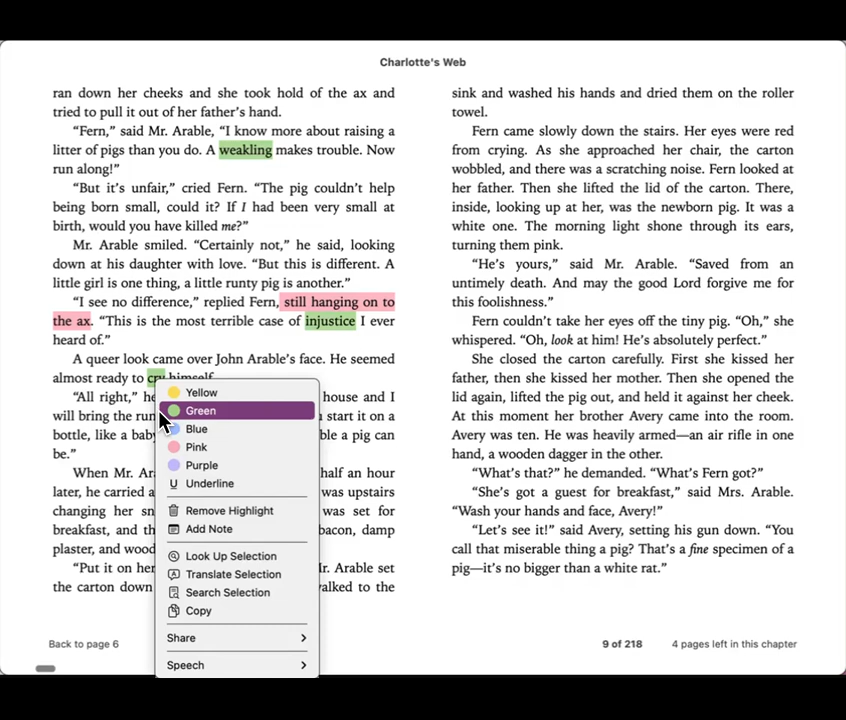 Charlotte's Web
ran down her cheeks and she took hold of the ax and
tried to pull it out of her father's hand.
“Fern,” said Mr. Arable, “I know more about raising a
litter of pigs than you do. A weakling makes trouble. Now
run along!”
“But it's unfair,” cried Fern. “The pig couldn't help
being born small, could it? If I had been very small at
birth, would you have killed me?”
Mr. Arable smiled. “Certainly not,” he said, looking
down at his daughter with love. “But this is different. A
little girl is one thing, a little runty pig is another.”
“I see no difference,” replied Fern, still hanging on to
the ax. “This is the most terrible case of injustice I ever
heard of.”
A queer look came over John Arable's face. He seemed
almost ready to cry himself.
“All right,” he house and I
will bring the run start it on a
bottle, like a baby ble a pig can
be.”
When Mr. Ara half an hour
later, he carried a was upstairs
changing her sn was set for
breakfast, and th bacon, damp
plaster, and wood
“Put it on her Mr. Arable set
the carton down walked to the
Yellow
Green
Blue
Pink
Purple
Underline
Remove Highlight
Add Note
Look Up Selection
Translate Selection
Search Selection
Copy
Share
Speech
sink and washed his hands and dried them on the roller
towel.
Fern came slowly down the stairs. Her eyes were red
from crying. As she approached her chair, the carton
wobbled, and there was a scratching noise. Fern looked at
her father. Then she lifted the lid of the carton. There,
inside, looking up at her, was the newborn pig. It was a
white one. The morning light shone through its ears,
turning them pink.
“He's yours,” said Mr. Arable. “Saved from an
untimely death. And may the good Lord forgive me for
this foolishness.”
Fern couldn't take her eyes off the tiny pig. “Oh,” she
whispered. “Oh, look at him! He's absolutely perfect.”
She closed the carton carefully. First she kissed her
father, then she kissed her mother. Then she opened the
lid again, lifted the pig out, and held it against her cheek.
At this moment her brother Avery came into the room.
Avery was ten. He was heavily armed—an air rifle in one
hand, a wooden dagger in the other.
“What's that?” he demanded. “What's Fern got?”
“She's got a guest for breakfast,” said Mrs. Arable.
“Wash your hands and face, Avery!”
“Let's see it!” said Avery, setting his gun down. “You
call that miserable thing a pig? That's a fine specimen of a
pig—it's no bigger than a white rat.”
Back to page 6
9 of 218
4 pages left in this chapter